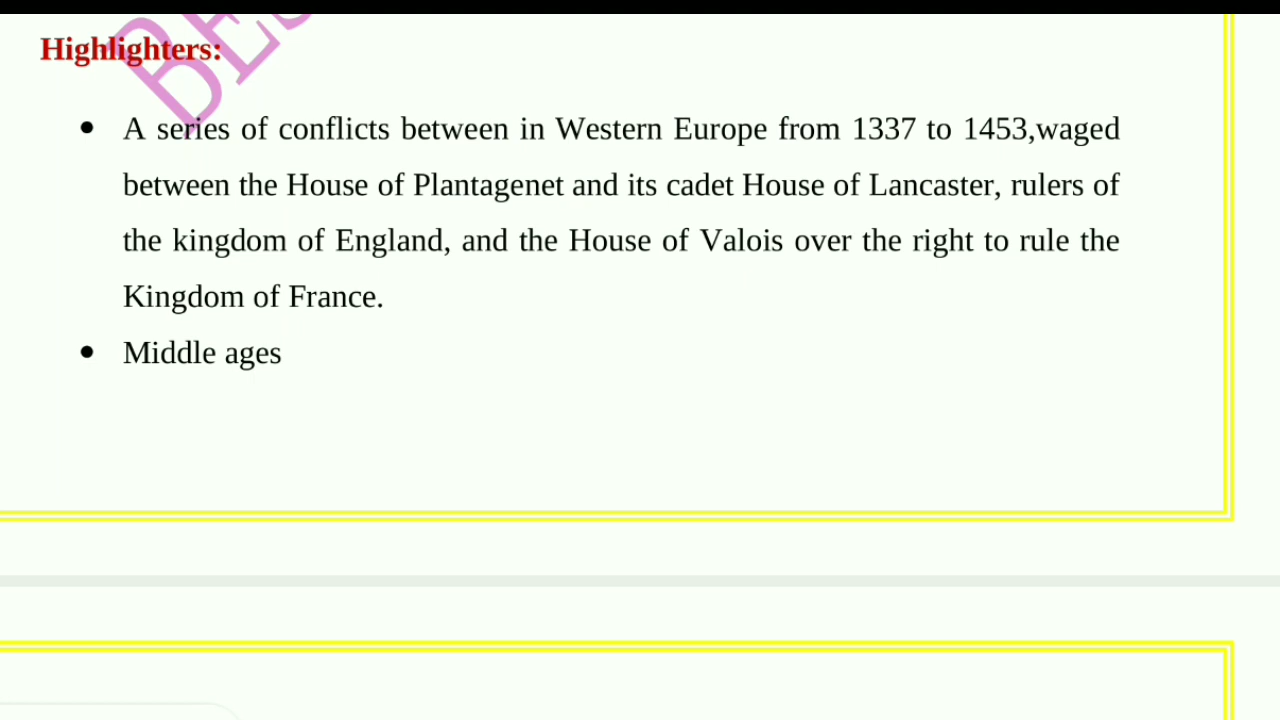 Highlighters:
A series of conflicts between in Western Europe from 1337 to 1453,waged
between the House of Plantagenet and its cadet House of Lancaster, rulers of
the kingdom of England, and the House of Valois over the right to rule the
Kingdom of France.
Middle ages